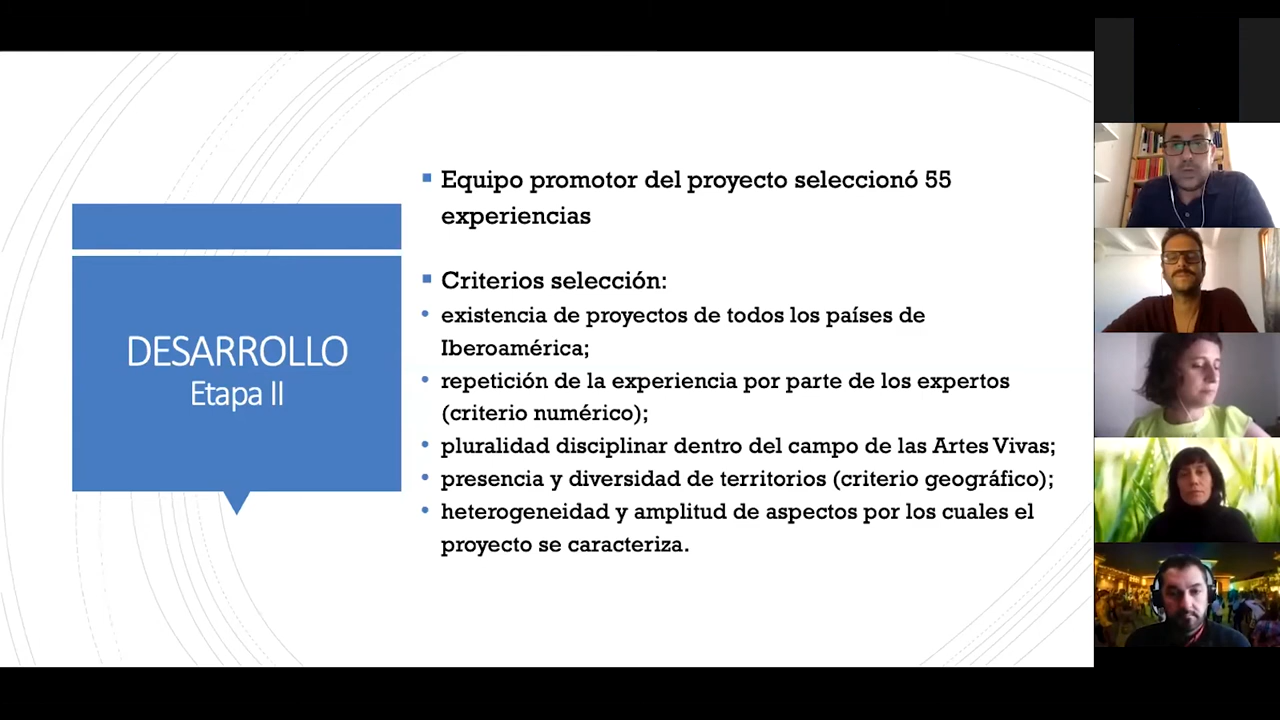 DESARROLLO
Etapa II
Equipo promotor del proyecto seleccionó 55
experiencias
Criterios selección:
existencia de proyectos de todos los países de
Iberoamérica;
repetición de la experiencia por parte de los expertos
(criterio numérico);
pluralidad disciplinar dentro del campo de las Artes Vivas;
presencia y diversidad de territorios (criterio geográfico);
heterogeneidad y amplitud de aspectos por los cuales el
proyecto se caracteriza.